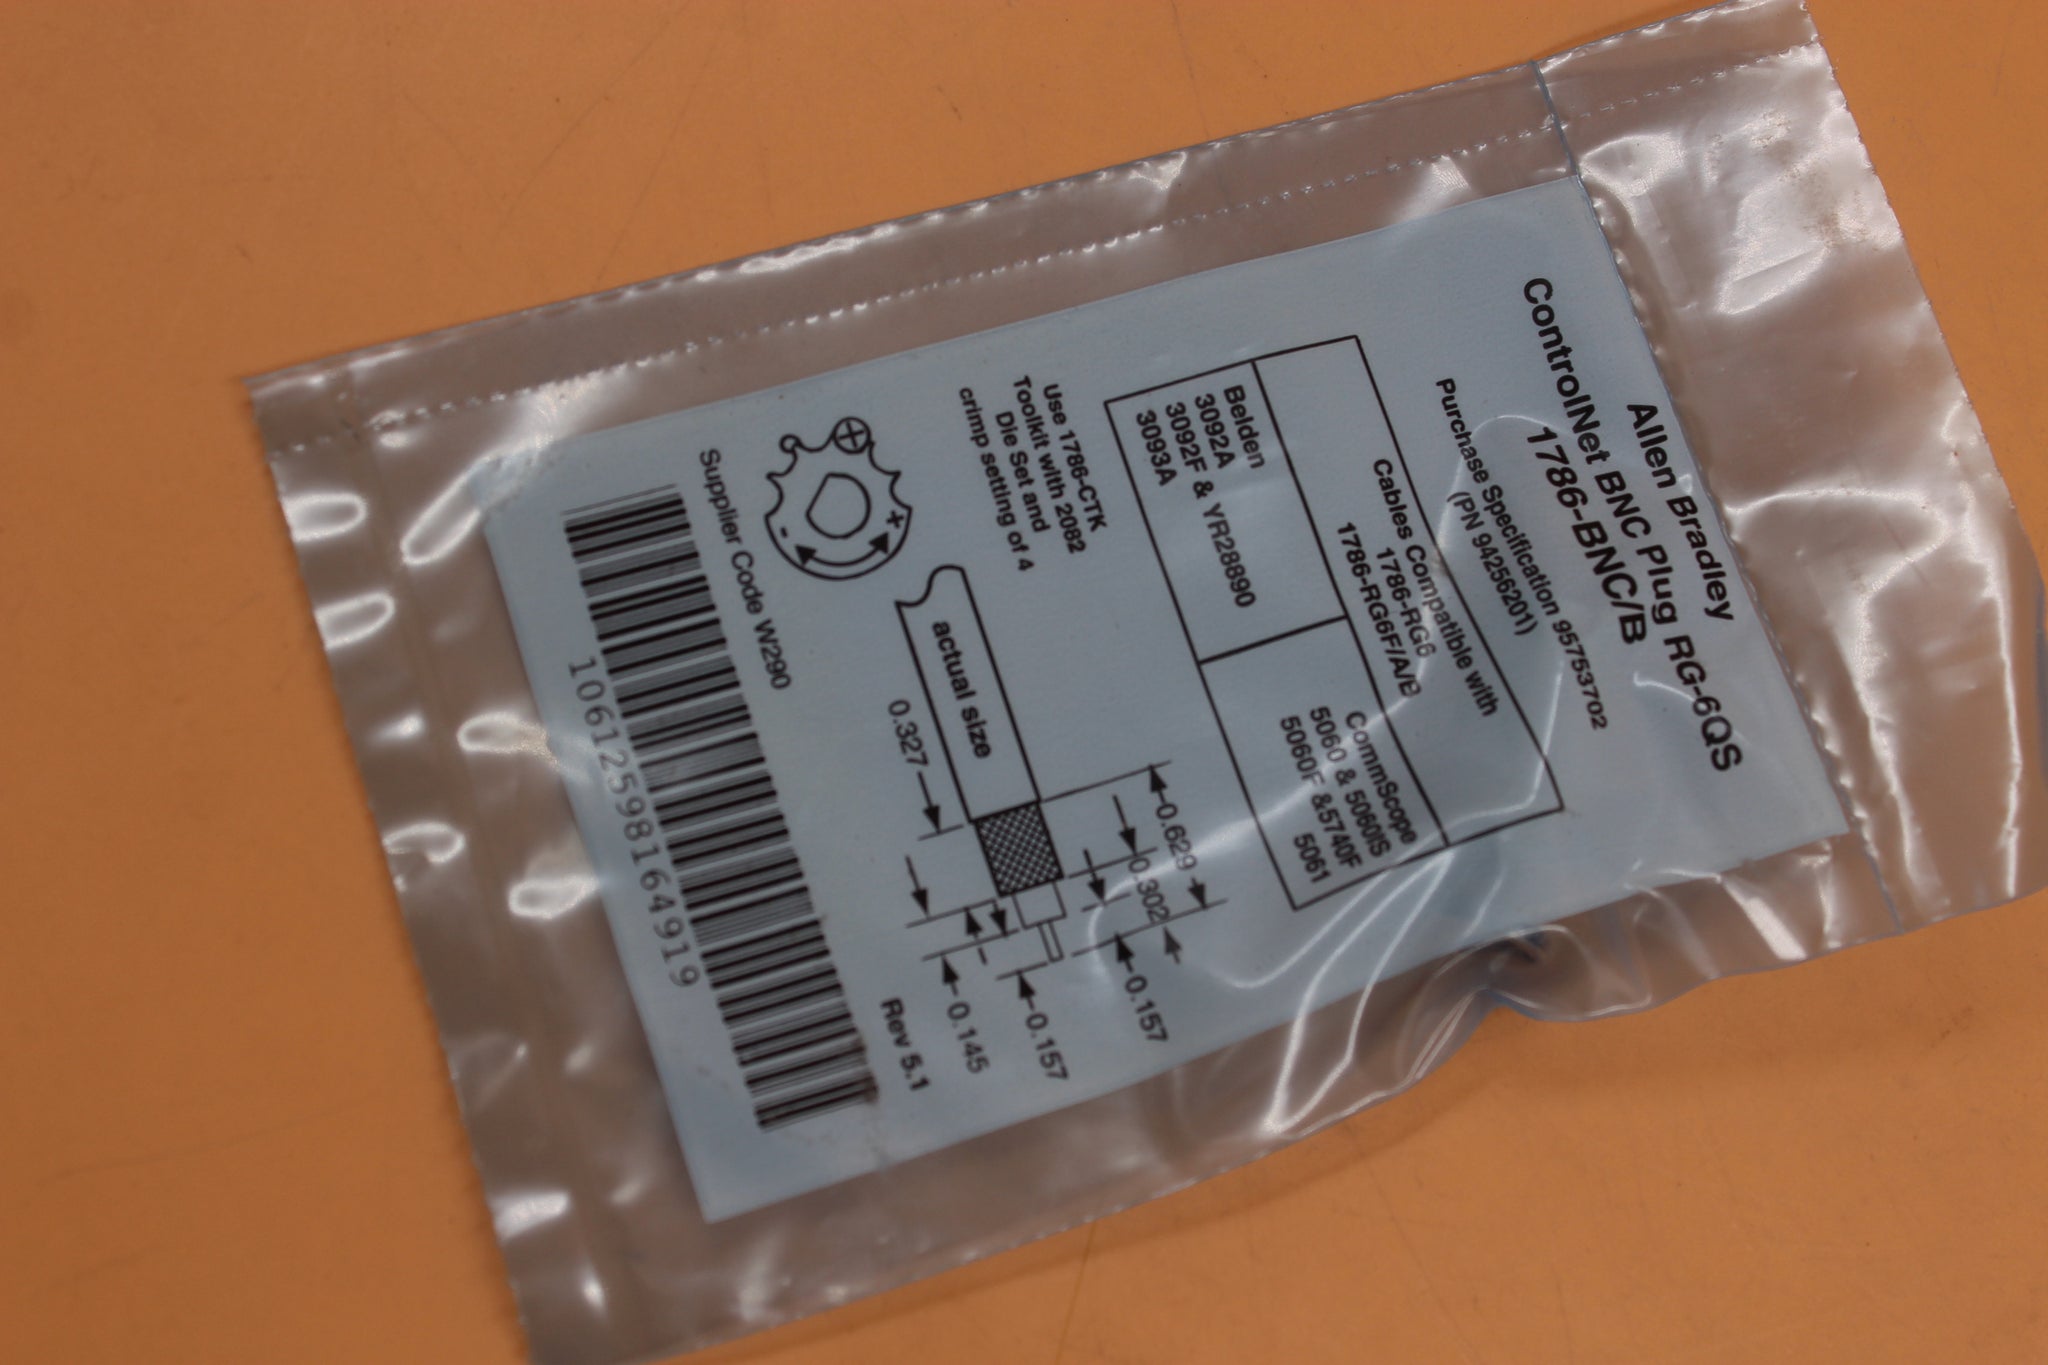 Allen Bradley
ControlNet BNC Plug RG-6QS
1786-BNC/B
Purchase Specification 95753702
(PN 94256201)
Cables Compatible with
1786-RG6
1786-RG6F/A/B
Belden
3092A
3092F & YR28890
3093A
CommScope
5060 & 5060IS
5060F &5740F
5061
Use 1786-CTK
Toolkit with 2082
Die Set and
crimp setting of 4
+
-
0.629
0.302
0.157
actual size
0.327
0.157
0.145
Rev 5.1
Supplier Code W290
10612598164919